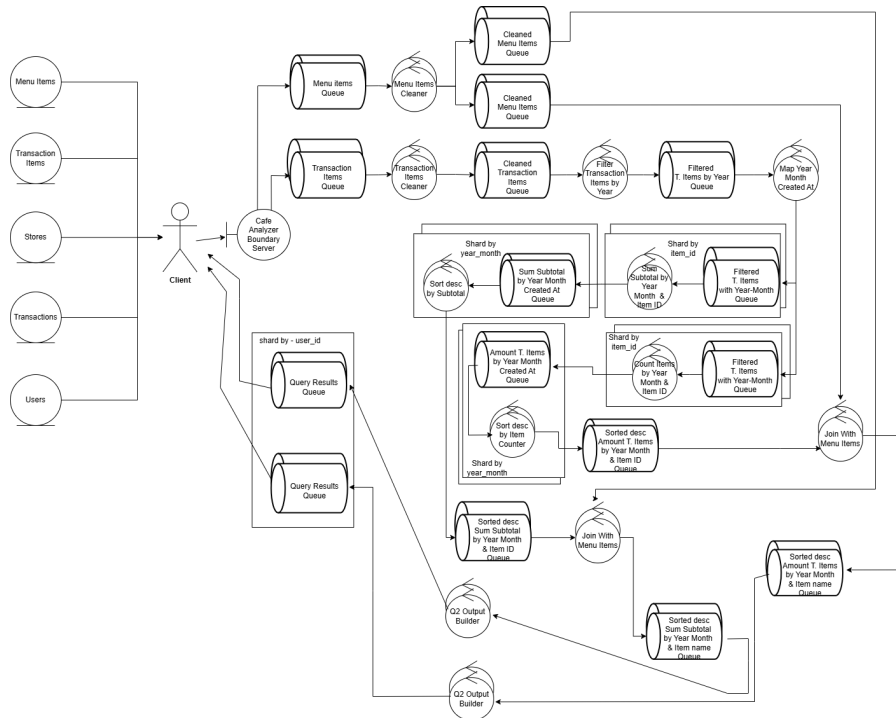 Menu Items
Transaction
Items
Stores
Transactions
Users
Client
Cafe
Analyzer
Boundary
Server
Menu items
Queue
Menu Items
Cleaner
Cleaned
Menu Items
Queue
Cleaned
Menu Items
Queue
Transaction
Items
Queue
Transaction
Items
Cleaner
Cleaned
Transaction
Items
Queue
Filter
Transaction
Items by
Year
Filtered
T. Items by Year
Queue
Map Year
Month
Created At
Shard by
item_id
Filtered
T. Items
with Year-Month
Queue
Sum
Subtotal by
Year
Month &
Item ID
Shard by
year_month
Sum Subtotal
by Year Month
Created At
Queue
Sort desc
by Subtotal
Shard by
item_id
Filtered
T. Items
with Year-Month
Queue
Count Items
by Year
Month &
Item ID
Amount T. Items
by Year Month
Created At
Queue
Sort desc
by Item
Counter
Shard by
year_month
Sorted desc
Amount T. Items
by Year Month
& Item ID
Queue
Join With
Menu Items
Sorted desc
Sum Subtotal
by Year Month
& Item ID
Queue
Join With
Menu Items
Sorted desc
Amount T. Items
by Year Month
& Item name
Queue
Sorted desc
Sum Subtotal
by Year Month
& Item name
Queue
Q2 Output
Builder
Q2 Output
Builder
shard by - user_id
Query Results
Queue
Query Results
Queue